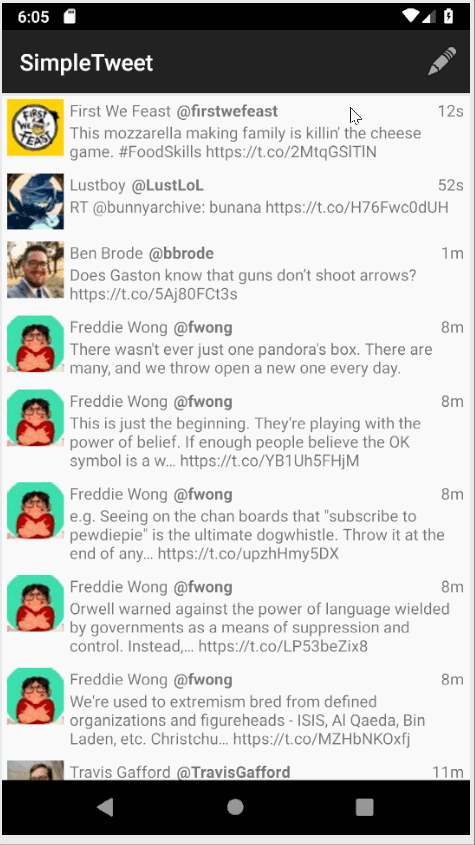 6:05
SimpleTweet
First We Feast @firstwefeast 12s
This mozzarella making family is killin' the cheese
game. #FoodSkills https://t.co/2MtqGSlTlN
Lustboy @LustLoL 52s
RT @bunnyarchive: bunana https://t.co/H76Fwc0dUH
Ben Brode @bbrode 1m
Does Gaston know that guns don't shoot arrows?
https://t.co/5Aj80FCt3s
Freddie Wong @fwong 8m
There wasn't ever just one pandora's box. There are
many, and we throw open a new one every day.
Freddie Wong @fwong 8m
This is just the beginning. They're playing with the
power of belief. If enough people believe the OK
symbol is a w… https://t.co/YB1Uh5FHjM
Freddie Wong @fwong 8m
e.g. Seeing on the chan boards that "subscribe to
pewdiepie" is the ultimate dogwhistle. Throw it at the
end of any… https://t.co/upzhHmy5DX
Freddie Wong @fwong 8m
Orwell warned against the power of language wielded
by governments as a means of suppression and
control. Instead,… https://t.co/LP53beZix8
Freddie Wong @fwong 8m
We're used to extremism bred from defined
organizations and figureheads - ISIS, Al Qaeda, Bin
Laden, etc. Christchu… https://t.co/MZHbNKOxfj
Travis Gafford @TravisGafford 11m